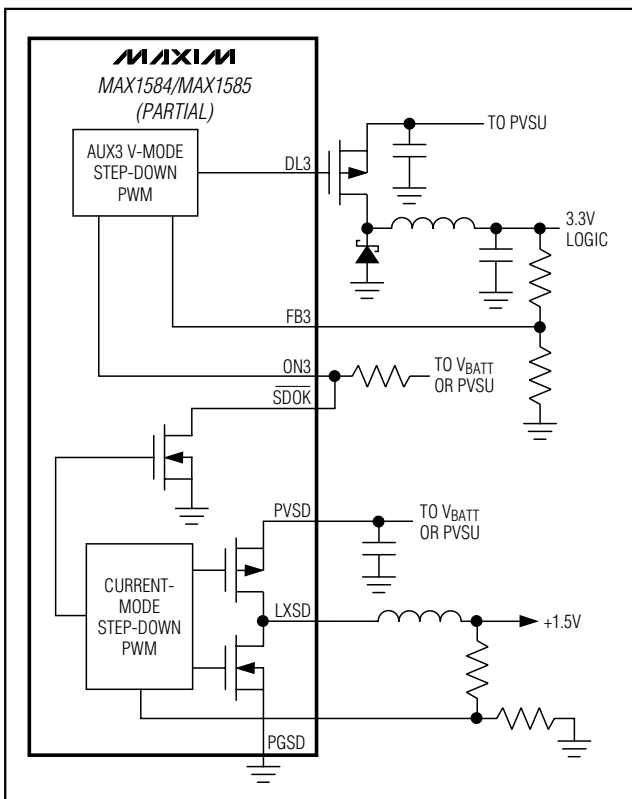 MAXIM
MAX1584/MAX1585
(PARTIAL)
TO PVSU
AUX3 V-MODE
STEP-DOWN
PWM
DL3
3.3V
LOGIC
FB3
ON3
TO VBATT
OR PVSU
SDOK
PVSD
TO VBATT
OR PVSU
CURRENT-
MODE
STEP-DOWN
PWM
LXSD
+1.5V
PGSD